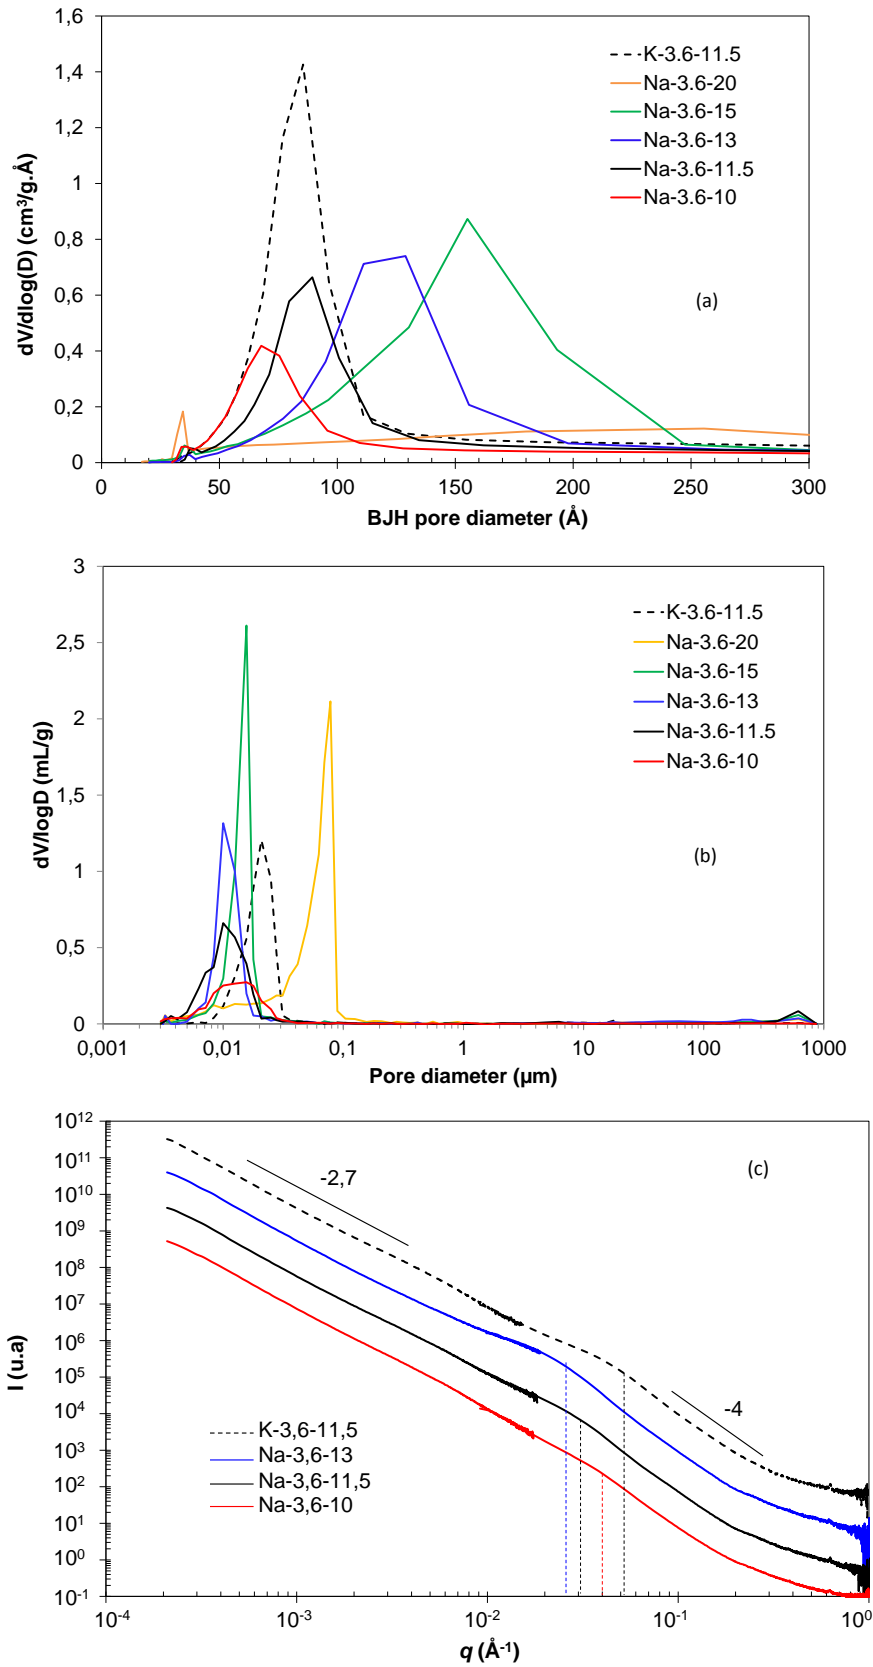 1,6
1,4
1,2
1
0,8
0,6
0,4
0,2
0
dV/dlog(D) (cm³/g.Å)
K-3.6-11.5
Na-3.6-20
Na-3.6-15
Na-3.6-13
Na-3.6-11.5
Na-3.6-10
(a)
0 50 100 150 200 250 300
BJH pore diameter (Å)
3
2,5
2
1,5
1
0,5
0
dV/logD (mL/g)
K-3.6-11.5
Na-3.6-20
Na-3.6-15
Na-3.6-13
Na-3.6-11.5
Na-3.6-10
(b)
0,001 0,01 0,1 1 10 100 1000
Pore diameter (µm)
10¹²
10¹¹
10¹⁰
10⁹
10⁸
10⁷
10⁶
10⁵
10⁴
10³
10²
10¹
10⁰
10⁻¹
I (u.a)
-2,7
(c)
-4
K-3,6-11,5
Na-3,6-13
Na-3,6-11,5
Na-3,6-10
10⁻⁴ 10⁻³ 10⁻² 10⁻¹ 10⁰
q (Å⁻¹)